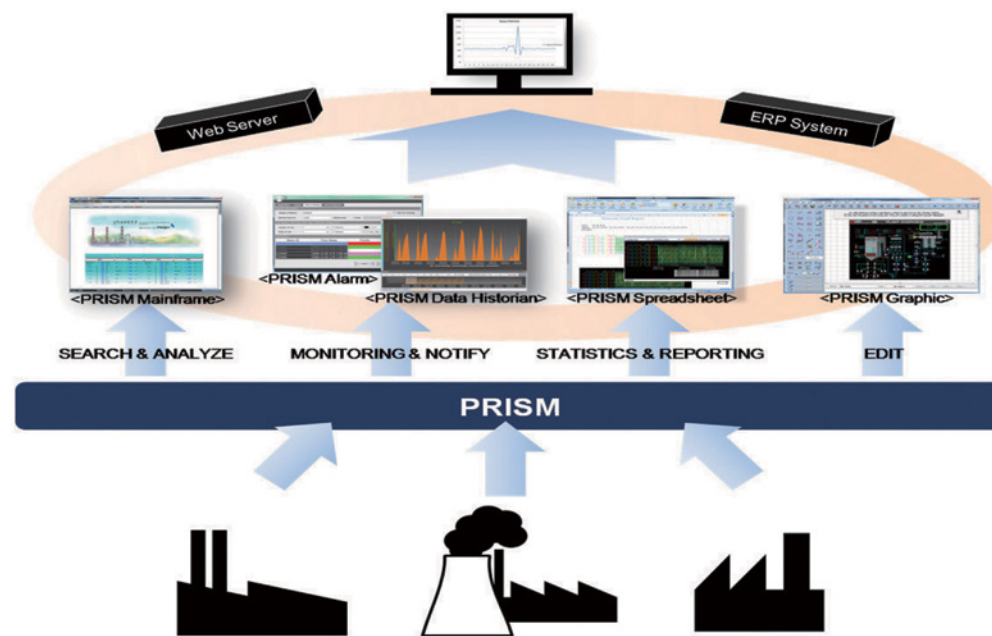 Web Server
ERP System
<PRISM Mainframe>
<PRISM Alarm>
<PRISM Data Historian>
<PRISM Spreadsheet>
<PRISM Graphic>
SEARCH & ANALYZE
MONITORING & NOTIFY
STATISTICS & REPORTING
EDIT
PRISM